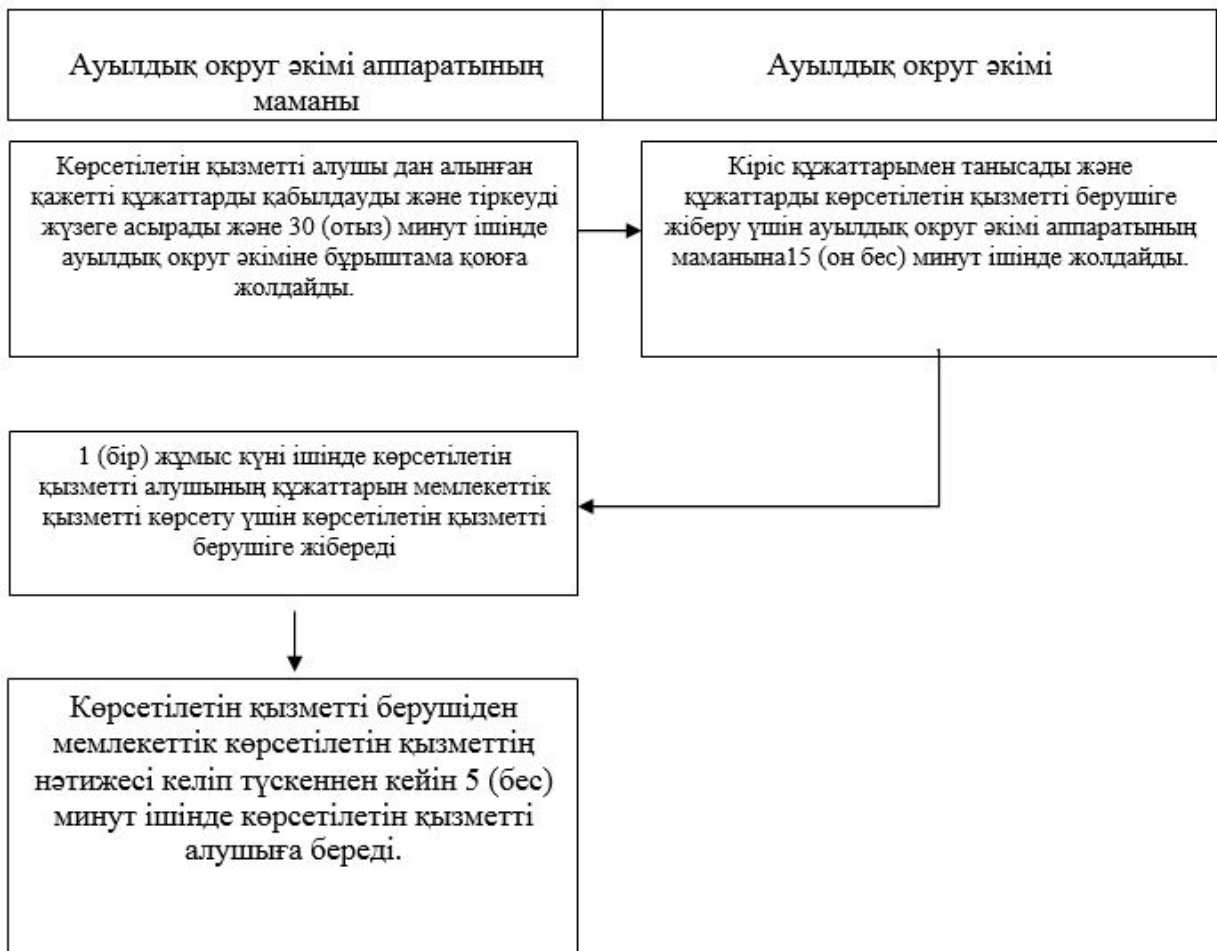 Ауылдық округ әкімі аппаратының
маманы
Ауылдық округ әкімі
Көрсетілетін қызметті алушы дан алынған
қажетті құжаттарды қабылдауды және тіркеуді
жүзеге асырады және 30 (отыз) минут ішінде
ауылдық округ әкіміне бұрыштама қоюға
жолдайды.
Кіріс құжаттарымен танысады және
құжаттарды көрсетілетін қызметті берушіге
жіберу үшін ауылдық округ әкімі аппаратының
маманына15 (он бес) минут ішінде жолдайды.
1 (бір) жұмыс күні ішінде көрсетілетін
қызметті алушының құжаттарын мемлекеттік
қызметті көрсету үшін көрсетілетін қызметті
берушіге жібереді
Көрсетілетін қызметті берушіден
мемлекеттік көрсетілетін қызметтің
нәтижесі келіп түскеннен кейін 5 (бес)
минут ішінде көрсетілетін қызметті
алушыға береді.